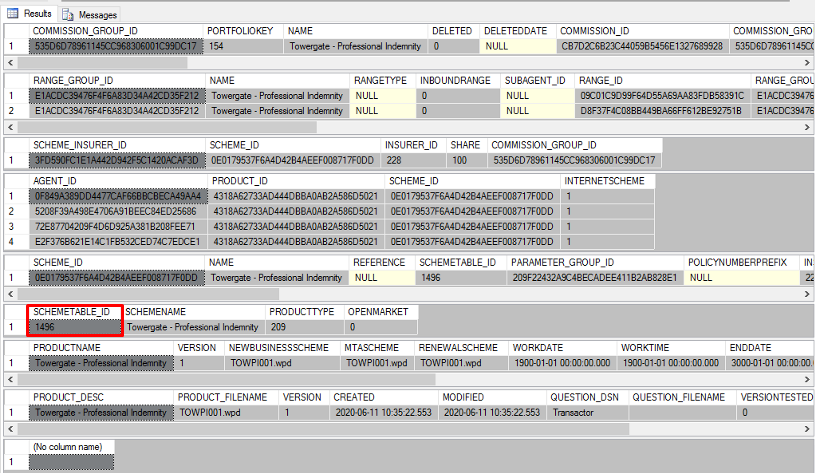 Results Messages
COMMISSION_GROUP_ID PORTFOLIOKEY NAME DELETED DELETEDDATE COMMISSION_ID COMMISSION_GRO
1 535D6D78961145CC968306001C99DC17 154 Towergate - Professional Indemnity 0 NULL CB7D2C6B23C44059B5456E1327689928 535D6D78961145CC
RANGE_GROUP_ID NAME RANGETYPE INBOUNDRANGE SUBAGENT_ID RANGE_ID RANGE_GROU
1 E1ACDC39476F4F6A83D34A42CD35F212 Towergate - Professional Indemnity NULL 0 NULL 09C01C9D99F64D55A69AA83FDB58391C E1ACDC39476F
2 E1ACDC39476F4F6A83D34A42CD35F212 Towergate - Professional Indemnity NULL 0 NULL D8F37F4C08BB449BA66FF612BE92751B E1ACDC39476F
SCHEME_INSURER_ID SCHEME_ID INSURER_ID SHARE COMMISSION_GROUP_ID
1 3FD590FC1E1A442D942F5C1420ACAF3D 0E0179537F6A4D42B4AEEF008717F0DD 228 100 535D6D78961145CC968306001C99DC17
AGENT_ID PRODUCT_ID SCHEME_ID INTERNETSCHEME
1 0F849A389DD4477CAF66BBCBECA49AA4 4318A62733AD444DBBA0AB2A586D5021 0E0179537F6A4D42B4AEEF008717F0DD 1
2 5208F39A498E4706A91BEEC84ED25686 4318A62733AD444DBBA0AB2A586D5021 0E0179537F6A4D42B4AEEF008717F0DD 1
3 72E87704209F4D6D925A381B208FEE71 4318A62733AD444DBBA0AB2A586D5021 0E0179537F6A4D42B4AEEF008717F0DD 1
4 E2F376B621E14C1FB532CED74C7EDCE1 4318A62733AD444DBBA0AB2A586D5021 0E0179537F6A4D42B4AEEF008717F0DD 1
SCHEME_ID NAME REFERENCE SCHEMETABLE_ID PARAMETER_GROUP_ID POLICYNUMBERPREFIX INS
1 0E0179537F6A4D42B4AEEF008717F0DD Towergate - Professional Indemnity NULL 1496 209F22432A9C4BECADEE411B2AB828E1 NULL 22
SCHEMETABLE_ID SCHEMENAME PRODUCTTYPE OPENMARKET
1 1496 Towergate - Professional Indemnity 209 0
PRODUCTNAME VERSION NEWBUSINESSSCHEME MTASCHEME RENEWALSCHEME WORKDATE WORKTIME ENDDATE
1 Towergate - Professional Indemnity 1 TOWPI001.wpd TOWPI001.wpd TOWPI001.wpd 1900-01-01 00:00:00.000 1900-01-01 00:00:00.000 3000-01-01 00:00:00.0
PRODUCT_DESC PRODUCT_FILENAME VERSION CREATED MODIFIED QUESTION_DSN QUESTION_FILENAME VERSIONTESTED
1 Towergate - Professional Indemnity TOWPI001.wpd 1 2020-06-11 10:35:22.553 2020-06-11 10:35:22.553 Transactor 0
(No column name)
1